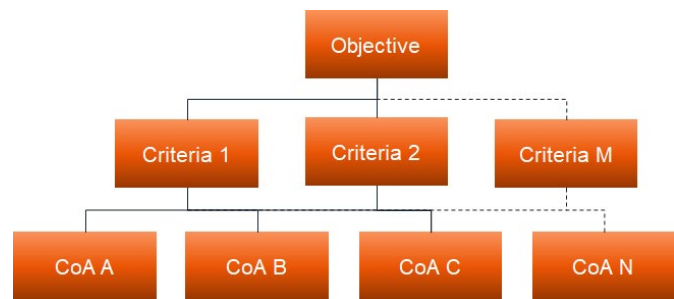 Objective
Criteria 1
Criteria 2
Criteria M
CoA A
CoA B
CoA C
CoA N